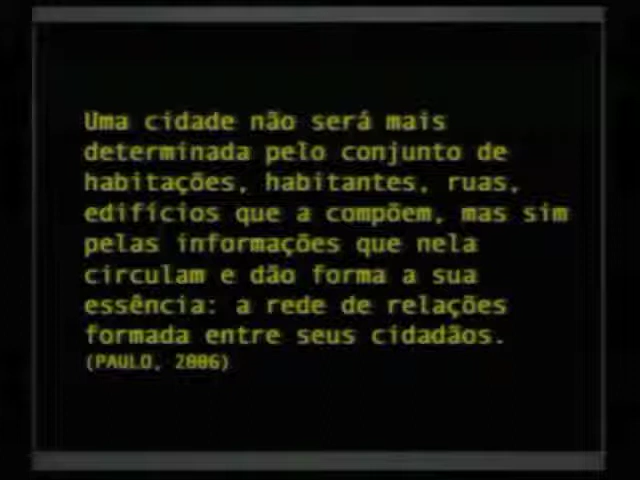 Uma cidade não será mais
determinada pelo conjunto de
habitações, habitantes, ruas,
edifícios que a compõem, mas sim
pelas informações que nela
circulam e dão forma a sua
essência: a rede de relações
formada entre seus cidadãos.
(PAULO, 2006)